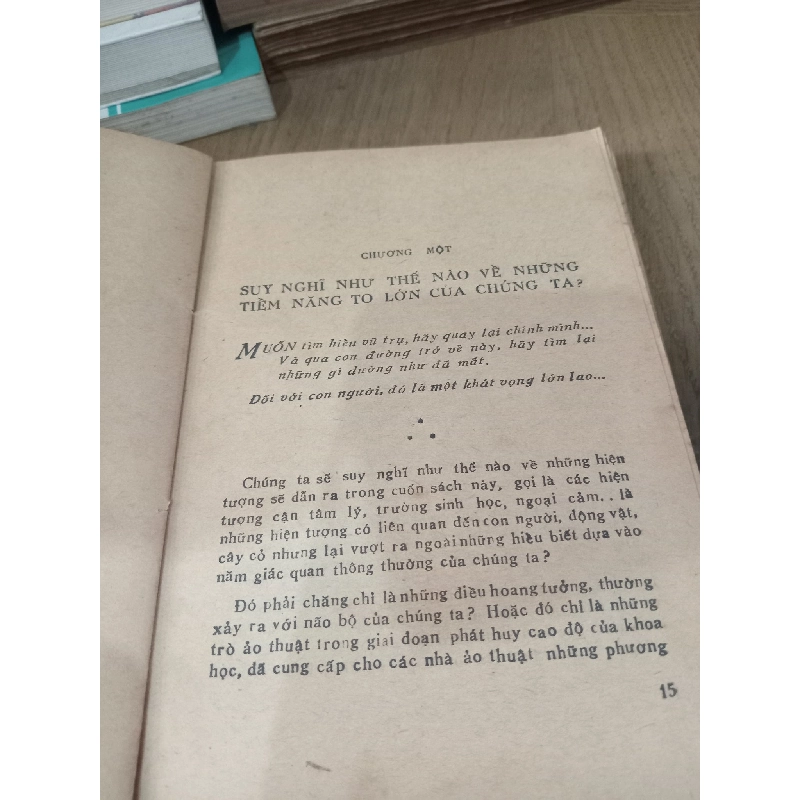 CHƯƠNG MỘT
SUY NGHĨ NHƯ THẾ NÀO VỀ NHỮNG
TIỀM NĂNG TO LỚN CỦA CHÚNG TA?
MUỐN tìm hiểu vũ trụ, hãy quay lại chính mình...
Và qua con đường trở về này, hãy tìm lại
những gì dường như đã mất.
Đối với con người, đó là một khát vọng lớn lao...
Chúng ta sẽ suy nghĩ như thế nào về những hiện
tượng sẽ dẫn ra trong cuốn sách này, gọi là các hiện
tượng cận tâm lý, trường sinh học, ngoại cảm.. là
những hiện tượng có liên quan đến con người, động vật,
cây cỏ nhưng lại vượt ra ngoài những hiểu biết dựa vào
năm giác quan thông thường của chúng ta?
Đó phải chăng chỉ là những điều hoang tưởng, thường
xảy ra với não bộ của chúng ta? Hoặc đó chỉ là những
trò ảo thuật trong giai đoạn phát huy cao độ của khoa
học, đã cung cấp cho các nhà ảo thuật những phương
15